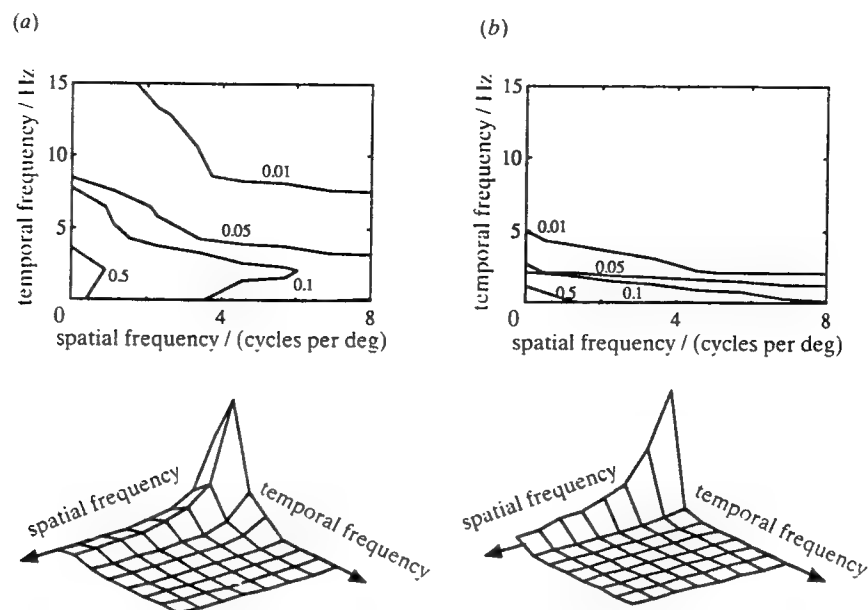 (a)
(b)
temporal frequency / Hz
15
10
5
0
0.01
0.05
0.5
0.1
0
4
8
spatial frequency / (cycles per deg)
temporal frequency / Hz
15
10
5
0
0.01
0.05
0.1
0.5
0
4
8
spatial frequency / (cycles per deg)
spatial frequency
temporal frequency
spatial frequency
temporal frequency